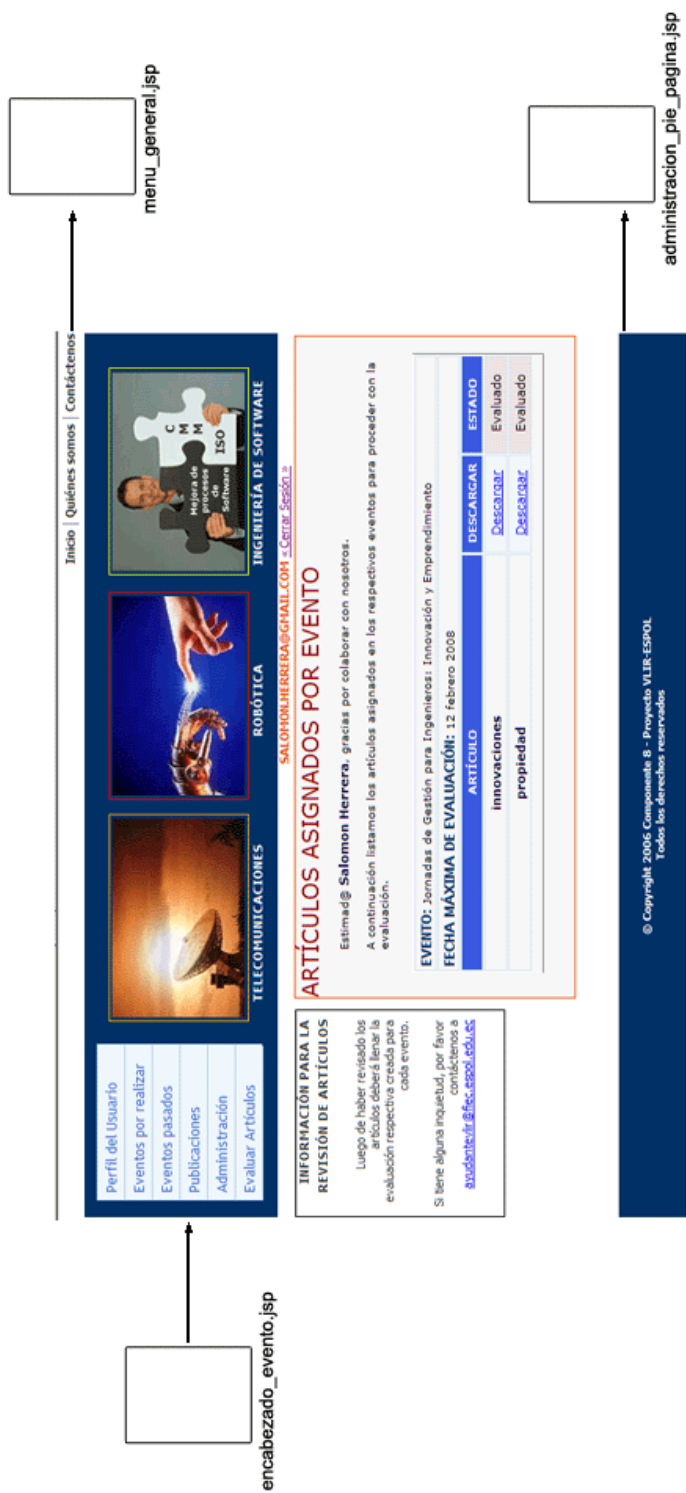 menu_general.jsp
Inicio | Quiénes somos | Contáctenos
encabezado_evento.jsp
Perfil del Usuario
Eventos por realizar
Eventos pasados
Publicaciones
Administración
Evaluar Artículos
TELECOMUNICACIONES
ROBÓTICA
Mejora de
procesos
de
Software
C
M
M
ISO
INGENIERÍA DE SOFTWARE
SALOMONLHERRERA@GMAIL.COM « Cerrar Sesión »
INFORMACIÓN PARA LA
REVISIÓN DE ARTÍCULOS
Luego de haber revisado los
artículos deberá llenar la
evaluación respectiva creada para
cada evento.
Si tiene alguna inquietud, por favor
contáctenos a
ayudantevlir@fiec.espol.edu.ec
ARTÍCULOS ASIGNADOS POR EVENTO
Estimad@ Salomon Herrera, gracias por colaborar con nosotros.
A continuación listamos los artículos asignados en los respectivos eventos para proceder con la
evaluación.
EVENTO: Jornadas de Gestión para Ingenieros: Innovación y Emprendimiento
FECHA MÁXIMA DE EVALUACIÓN: 12 febrero 2008
ARTÍCULO DESCARGAR ESTADO
innovaciones Descargar Evaluado
propiedad Descargar Evaluado
© Copyright 2006 Componente 8 - Proyecto VLIR-ESPOL
Todos los derechos reservados
administracion_pie_pagina.jsp